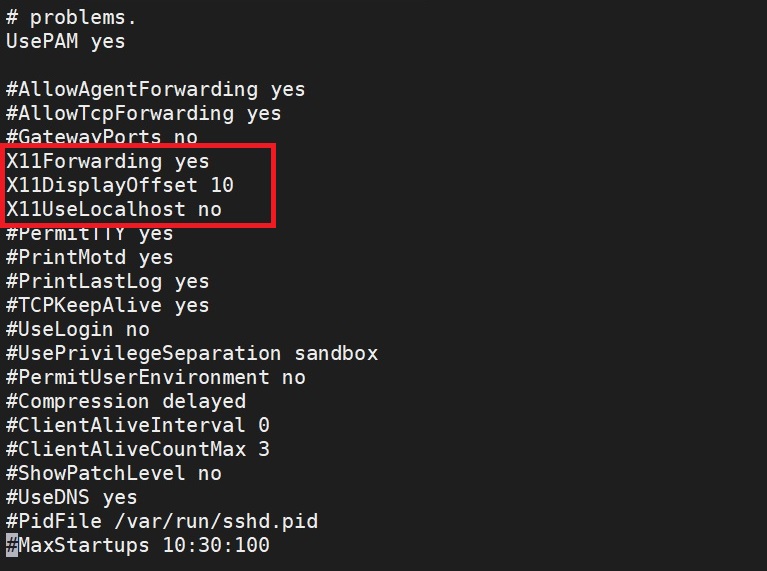 # problems.
UsePAM yes
#AllowAgentForwarding yes
#AllowTcpForwarding yes
#GatewayPorts no
X11Forwarding yes
X11DisplayOffset 10
X11UseLocalhost no
#PermitTTY yes
#PrintMotd yes
#PrintLastLog yes
#TCPKeepAlive yes
#UseLogin no
#UsePrivilegeSeparation sandbox
#PermitUserEnvironment no
#Compression delayed
#ClientAliveInterval 0
#ClientAliveCountMax 3
#ShowPatchLevel no
#UseDNS yes
#PidFile /var/run/sshd.pid
#MaxStartups 10:30:100